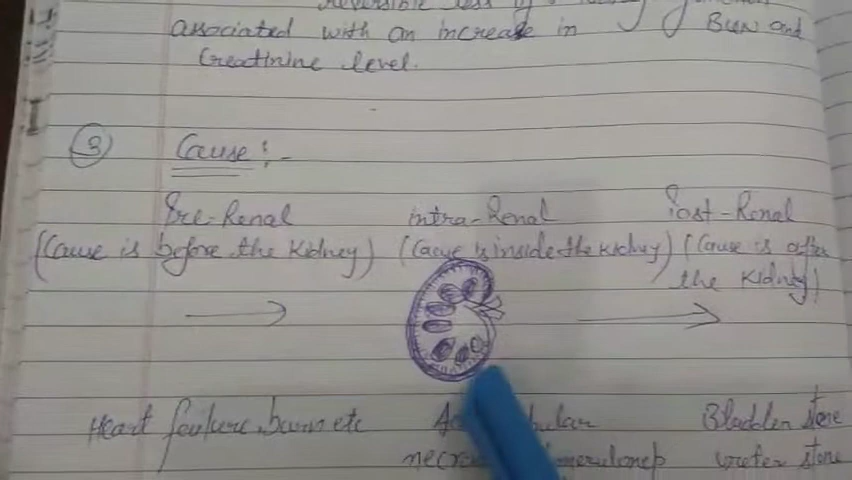 associated with an increase in BUN and
Creatinine level.
3 Cause:-
Pre-Renal intra-Renal Post-Renal
(Cause is before the kidney) (Cause is inside the kidney) (Cause is after
the kidney)
Heart failure, burn etc Bladder stone
ureter stone